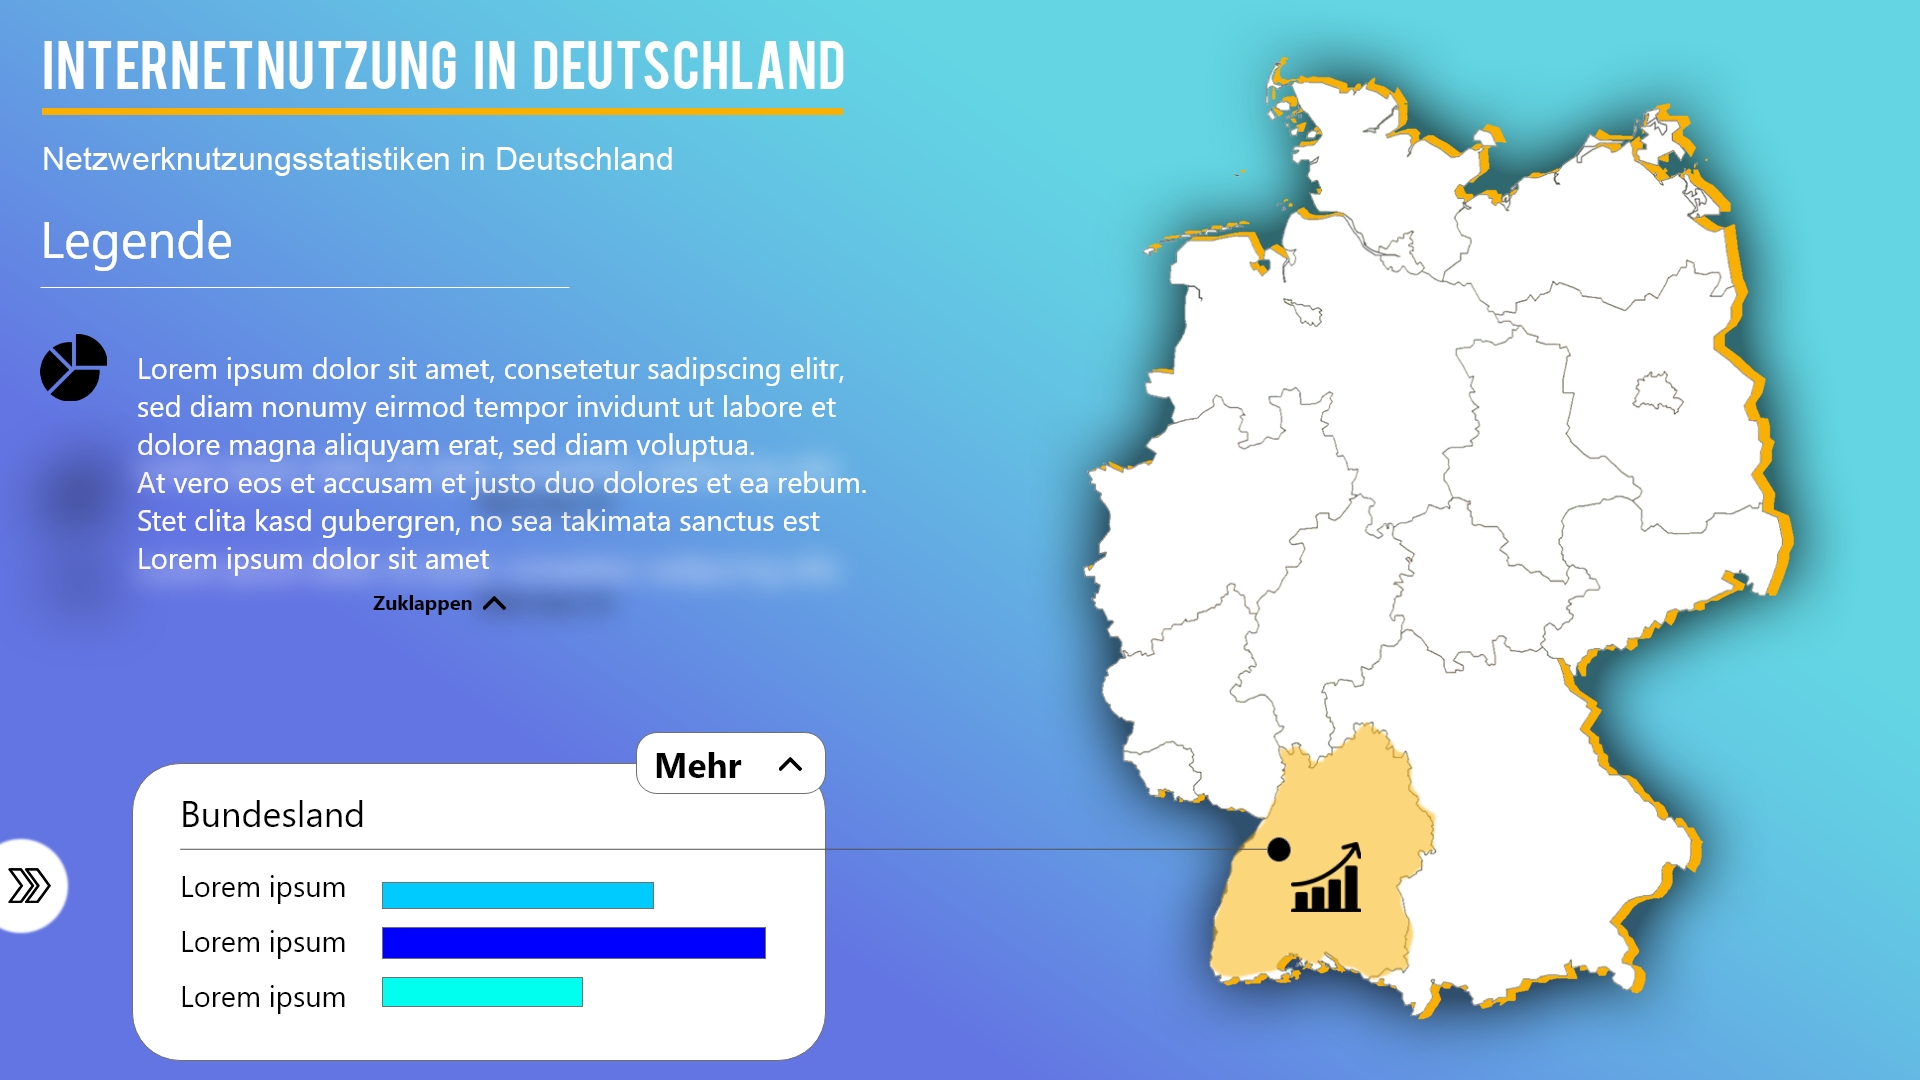 INTERNETNUTZUNG IN DEUTSCHLAND
Netzwerknutzungsstatistiken in Deutschland
Legende
Lorem ipsum dolor sit amet, consetetur sadipscing elitr,
sed diam nonumy eirmod tempor invidunt ut labore et
dolore magna aliquyam erat, sed diam voluptua.
At vero eos et accusam et justo duo dolores et ea rebum.
Stet clita kasd gubergren, no sea takimata sanctus est
Lorem ipsum dolor sit amet
Zuklappen
Mehr
Bundesland
Lorem ipsum
Lorem ipsum
Lorem ipsum